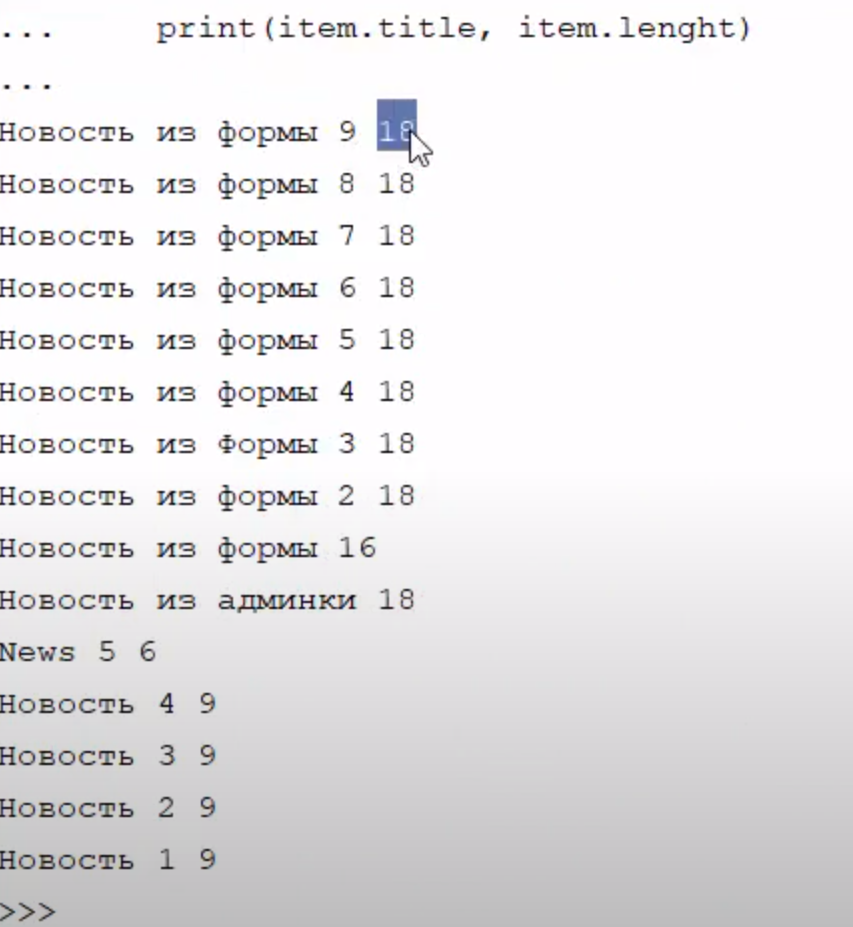 ... print(item.title, item.lenght)
...
Новость из формы 9 18
Новость из формы 8 18
Новость из формы 7 18
Новость из формы 6 18
Новость из формы 5 18
Новость из формы 4 18
Новость из Формы 3 18
Новость из формы 2 18
Новость из формы 16
Новость из админки 18
News 5 6
Новость 4 9
Новость 3 9
Новость 2 9
Новость 1 9
>>>